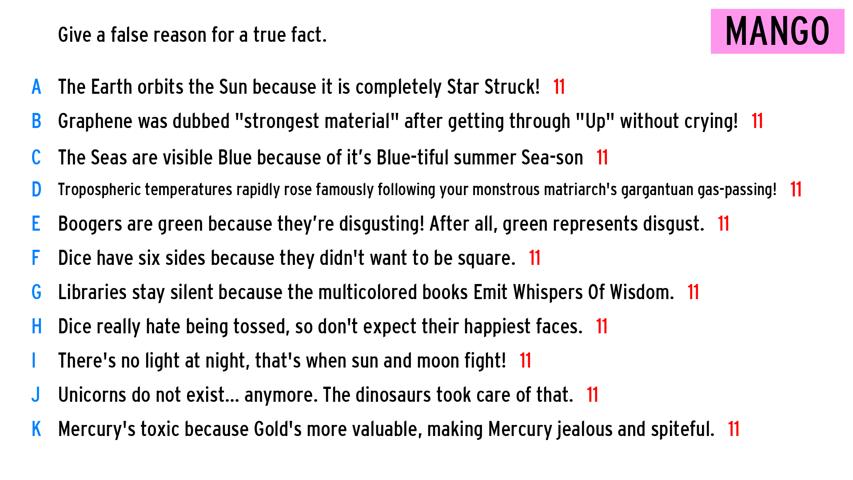 Give a false reason for a true fact.
MANGO
A The Earth orbits the Sun because it is completely Star Struck! 11
B Graphene was dubbed "strongest material" after getting through "Up" without crying! 11
C The Seas are visible Blue because of it’s Blue-tiful summer Sea-son 11
D Tropospheric temperatures rapidly rose famously following your monstrous matriarch's gargantuan gas-passing! 11
E Boogers are green because they’re disgusting! After all, green represents disgust. 11
F Dice have six sides because they didn't want to be square. 11
G Libraries stay silent because the multicolored books Emit Whispers Of Wisdom. 11
H Dice really hate being tossed, so don't expect their happiest faces. 11
I There's no light at night, that's when sun and moon fight! 11
J Unicorns do not exist... anymore. The dinosaurs took care of that. 11
K Mercury's toxic because Gold's more valuable, making Mercury jealous and spiteful. 11